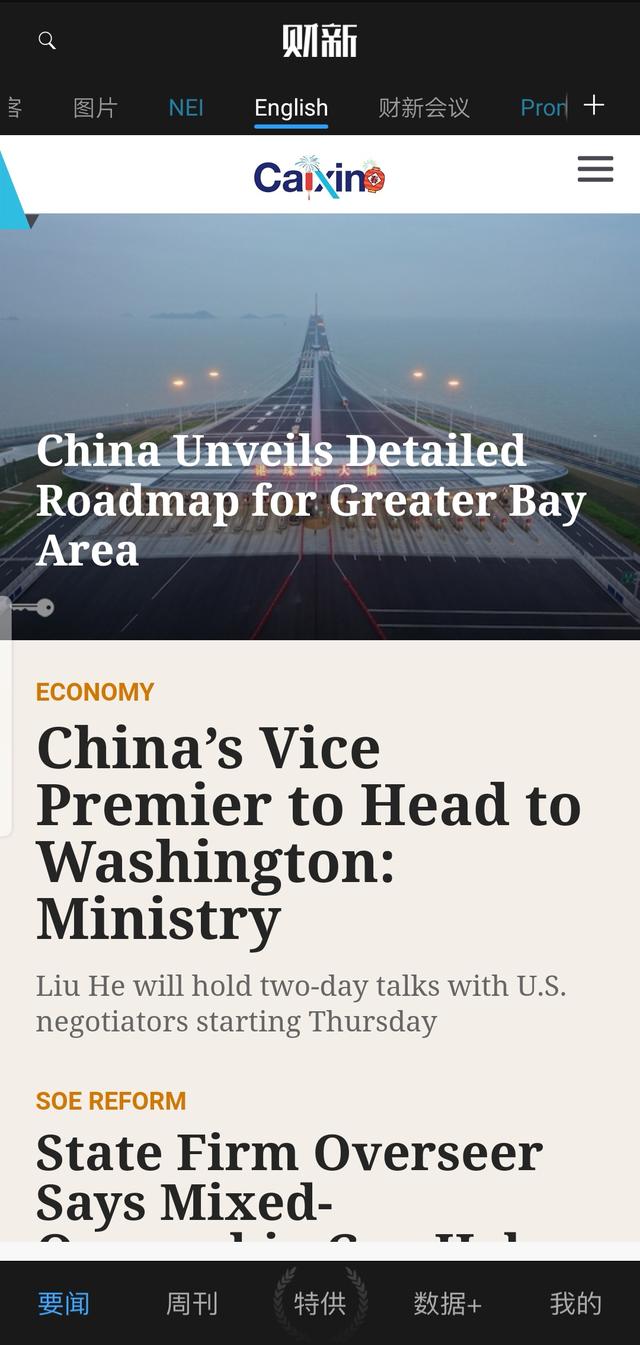 财新
客 图片 NEI English 财新会议 Pron
Caixin
China Unveils Detailed
Roadmap for Greater Bay
Area
ECONOMY
China’s Vice
Premier to Head to
Washington:
Ministry
Liu He will hold two-day talks with U.S.
negotiators starting Thursday
SOE REFORM
State Firm Overseer
Says Mixed-
要闻 周刊 特供 数据+ 我的